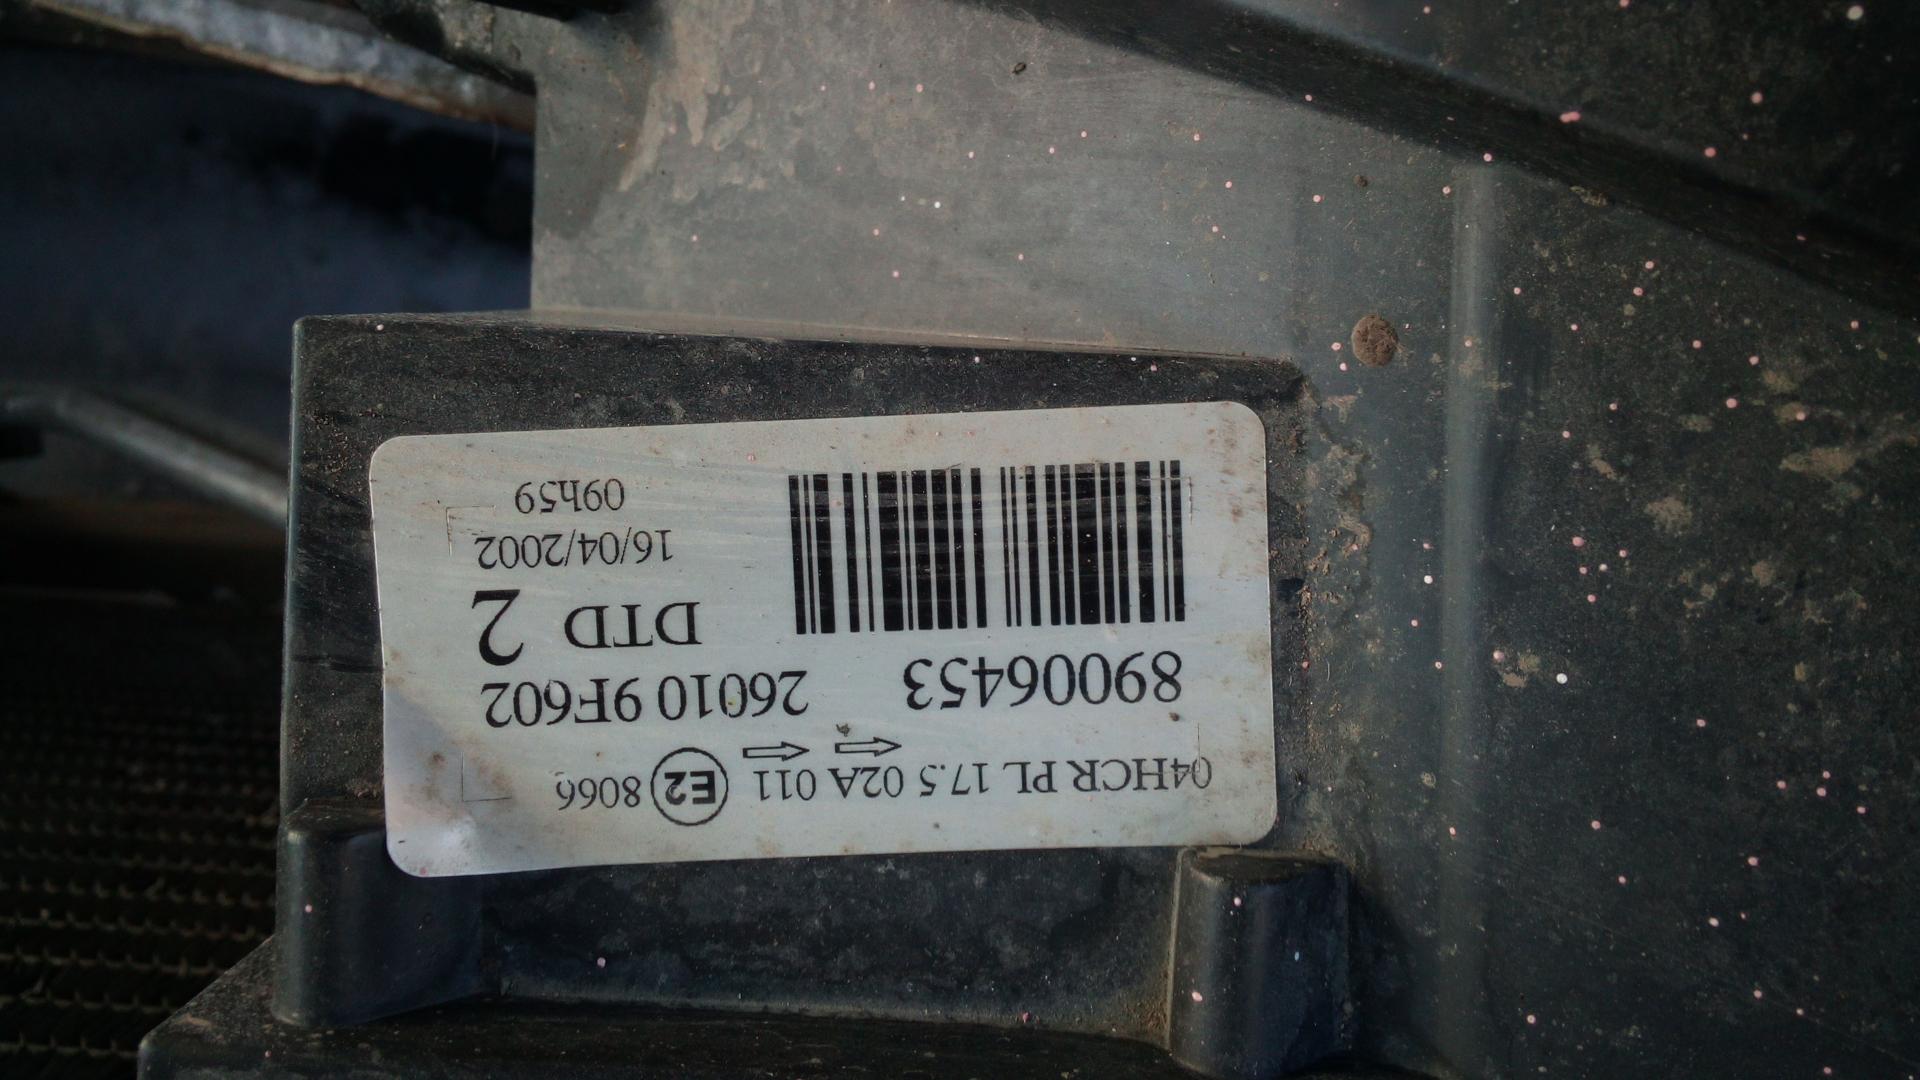 04HCR PL 17.5 02A 011 E2 8066
89006453 26010 9F602
DTD 2
16/04/2002
09h59